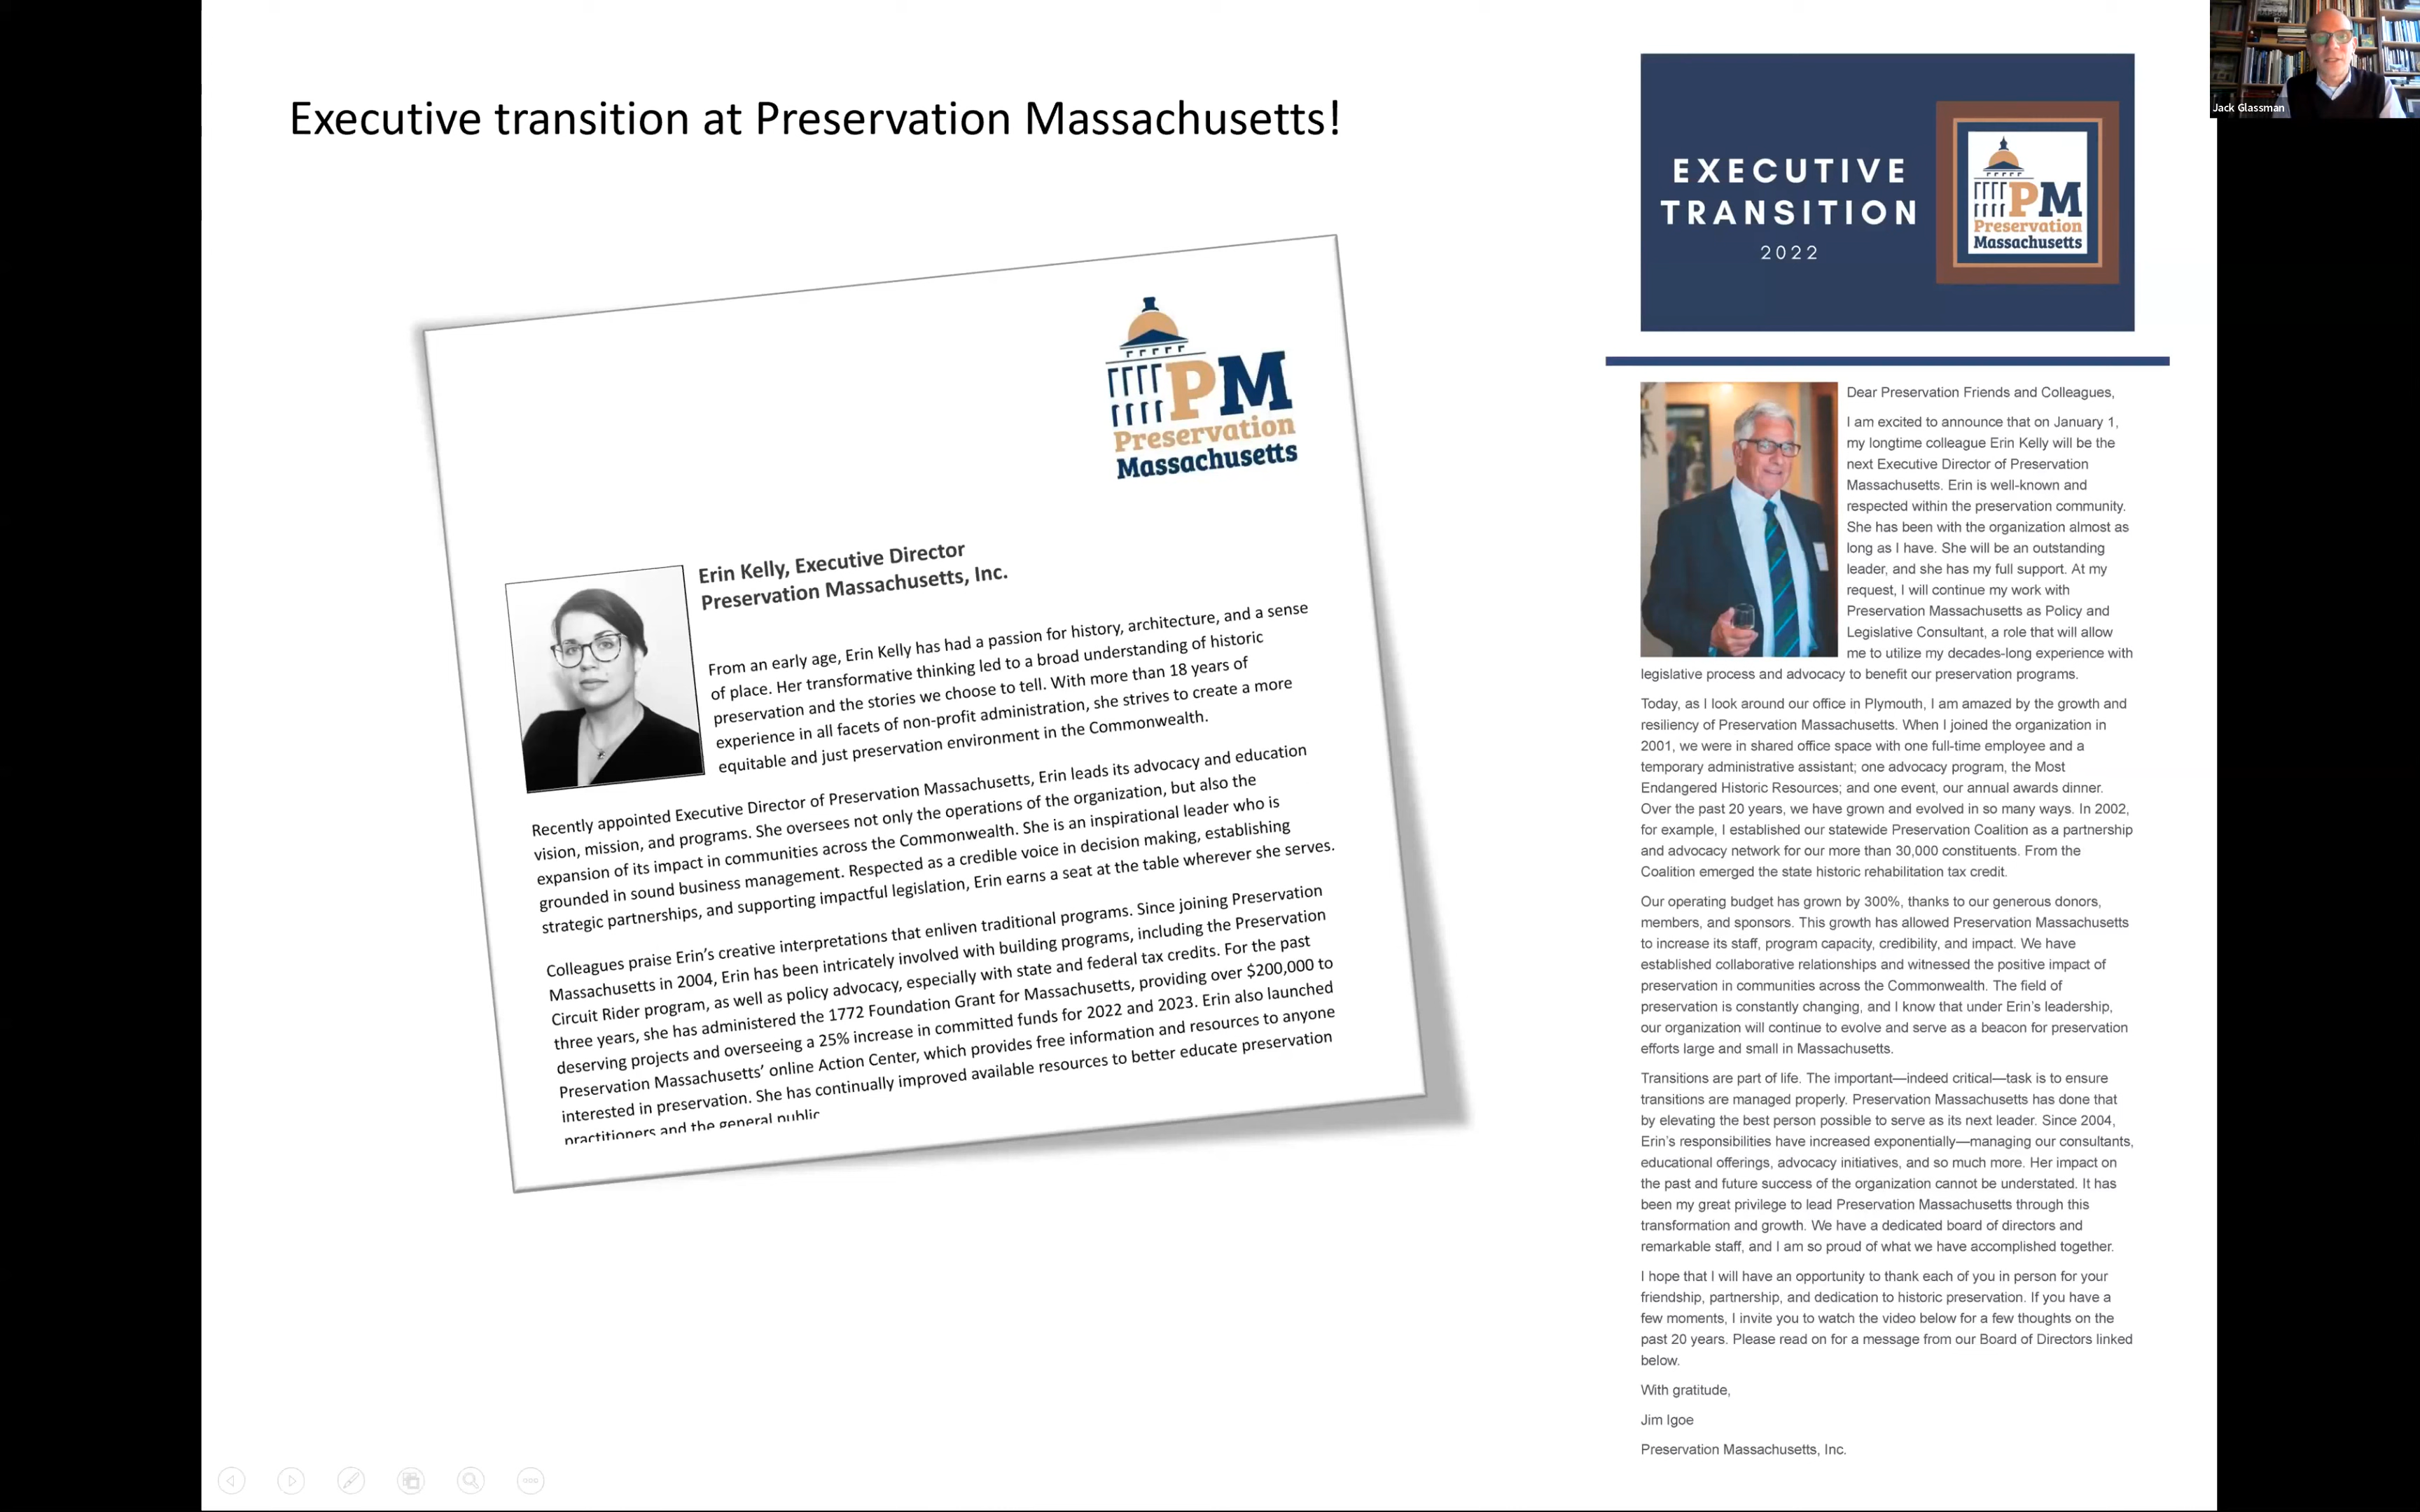 Executive transition at Preservation Massachusetts!
PM
Preservation
Massachusetts
Erin Kelly, Executive Director
Preservation Massachusetts, Inc.
From an early age, Erin Kelly has had a passion for history, architecture, and a sense
of place. Her transformative thinking led to a broad understanding of historic
preservation and the stories we choose to tell. With more than 18 years of
experience in all facets of non-profit administration, she strives to create a more
equitable and just preservation environment in the Commonwealth.
Recently appointed Executive Director of Preservation Massachusetts, Erin leads its advocacy and education
vision, mission, and programs. She oversees not only the operations of the organization, but also the
expansion of its impact in communities across the Commonwealth. She is an inspirational leader who is
grounded in sound business management. Respected as a credible voice in decision making, establishing
strategic partnerships, and supporting impactful legislation, Erin earns a seat at the table wherever she serves.
Colleagues praise Erin's creative interpretations that enliven traditional programs. Since joining Preservation
Massachusetts in 2004, Erin has been intricately involved with building programs, including the Preservation
Circuit Rider program, as well as policy advocacy, especially with state and federal tax credits. For the past
three years, she has administered the 1772 Foundation Grant for Massachusetts, providing over $200,000 to
deserving projects and overseeing a 25% increase in committed funds for 2022 and 2023. Erin also launched
Preservation Massachusetts' online Action Center, which provides free information and resources to anyone
interested in preservation. She has continually improved available resources to better educate preservation
practitioners and the general public
EXECUTIVE
TRANSITION
2022
PM
Preservation
Massachusetts
Dear Preservation Friends and Colleagues,
I am excited to announce that on January 1,
my longtime colleague Erin Kelly will be the
next Executive Director of Preservation
Massachusetts. Erin is well-known and
respected within the preservation community.
She has been with the organization almost as
long as I have. She will be an outstanding
leader, and she has my full support. At my
request, I will continue my work with
Preservation Massachusetts as Policy and
Legislative Consultant, a role that will allow
me to utilize my decades-long experience with
legislative process and advocacy to benefit our preservation programs.
Today, as I look around our office in Plymouth, I am amazed by the growth and
resiliency of Preservation Massachusetts. When I joined the organization in
2001, we were in shared office space with one full-time employee and a
temporary administrative assistant; one advocacy program, the Most
Endangered Historic Resources; and one event, our annual awards dinner.
Over the past 20 years, we have grown and evolved in so many ways. In 2002,
for example, I established our statewide Preservation Coalition as a partnership
and advocacy network for our more than 30,000 constituents. From the
Coalition emerged the state historic rehabilitation tax credit.
Our operating budget has grown by 300%, thanks to our generous donors,
members, and sponsors. This growth has allowed Preservation Massachusetts
to increase its staff, program capacity, credibility, and impact. We have
established collaborative relationships and witnessed the positive impact of
preservation in communities across the Commonwealth. The field of
preservation is constantly changing, and I know that under Erin's leadership,
our organization will continue to evolve and serve as a beacon for preservation
efforts large and small in Massachusetts.
Transitions are part of life. The important—indeed critical—task is to ensure
transitions are managed properly. Preservation Massachusetts has done that
by elevating the best person possible to serve as its next leader. Since 2004,
Erin's responsibilities have increased exponentially—managing our consultants,
educational offerings, advocacy initiatives, and so much more. Her impact on
the past and future success of the organization cannot be understated. It has
been my great privilege to lead Preservation Massachusetts through this
transformation and growth. We have a dedicated board of directors and
remarkable staff, and I am so proud of what we have accomplished together.
I hope that I will have an opportunity to thank each of you in person for your
friendship, partnership, and dedication to historic preservation. If you have a
few moments, I invite you to watch the video below for a few thoughts on the
past 20 years. Please read on for a message from our Board of Directors linked
below.
With gratitude,
Jim Igoe
Preservation Massachusetts, Inc.
Jack Glassman